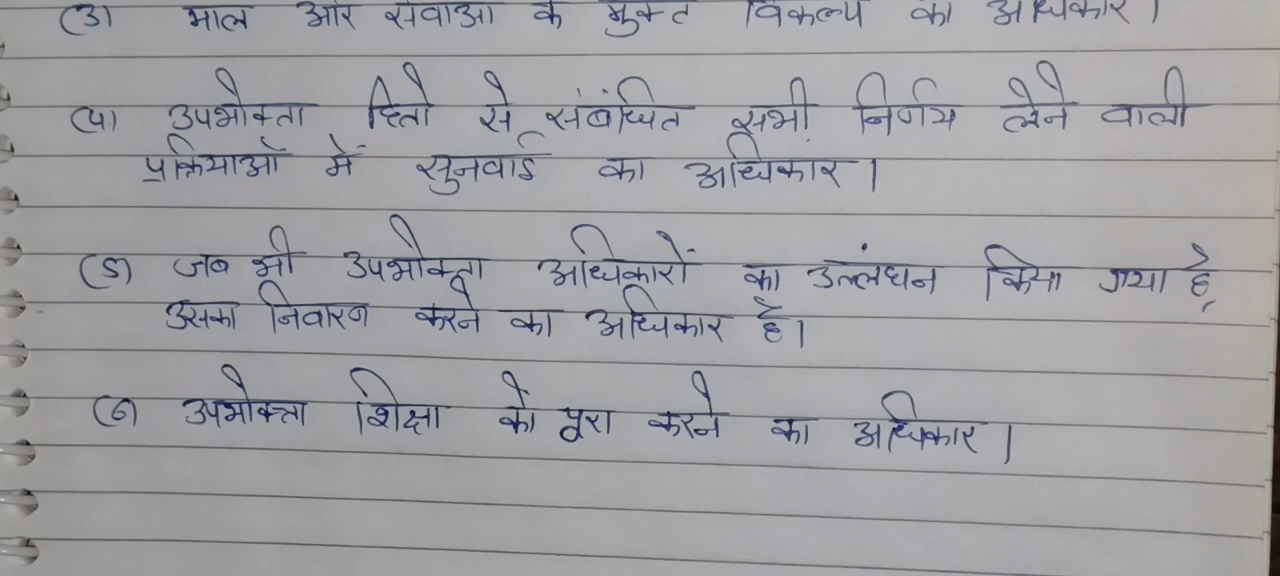 (3) माल और सेवाओं के मुक्त विकल्प का अधिकार।
(4) उपभोक्ता हितो से संबंधित सभी निर्णय लेने वाली
प्रक्रियाओं में सुनवाई का अधिकार।
(5) जब भी उपभोक्ता अधिकारों का उल्लंघन किया गया है,
उसका निवारन करने का अधिकार है।
(6) उपभोक्ता शिक्षा को पूरा करने का अधिकार।